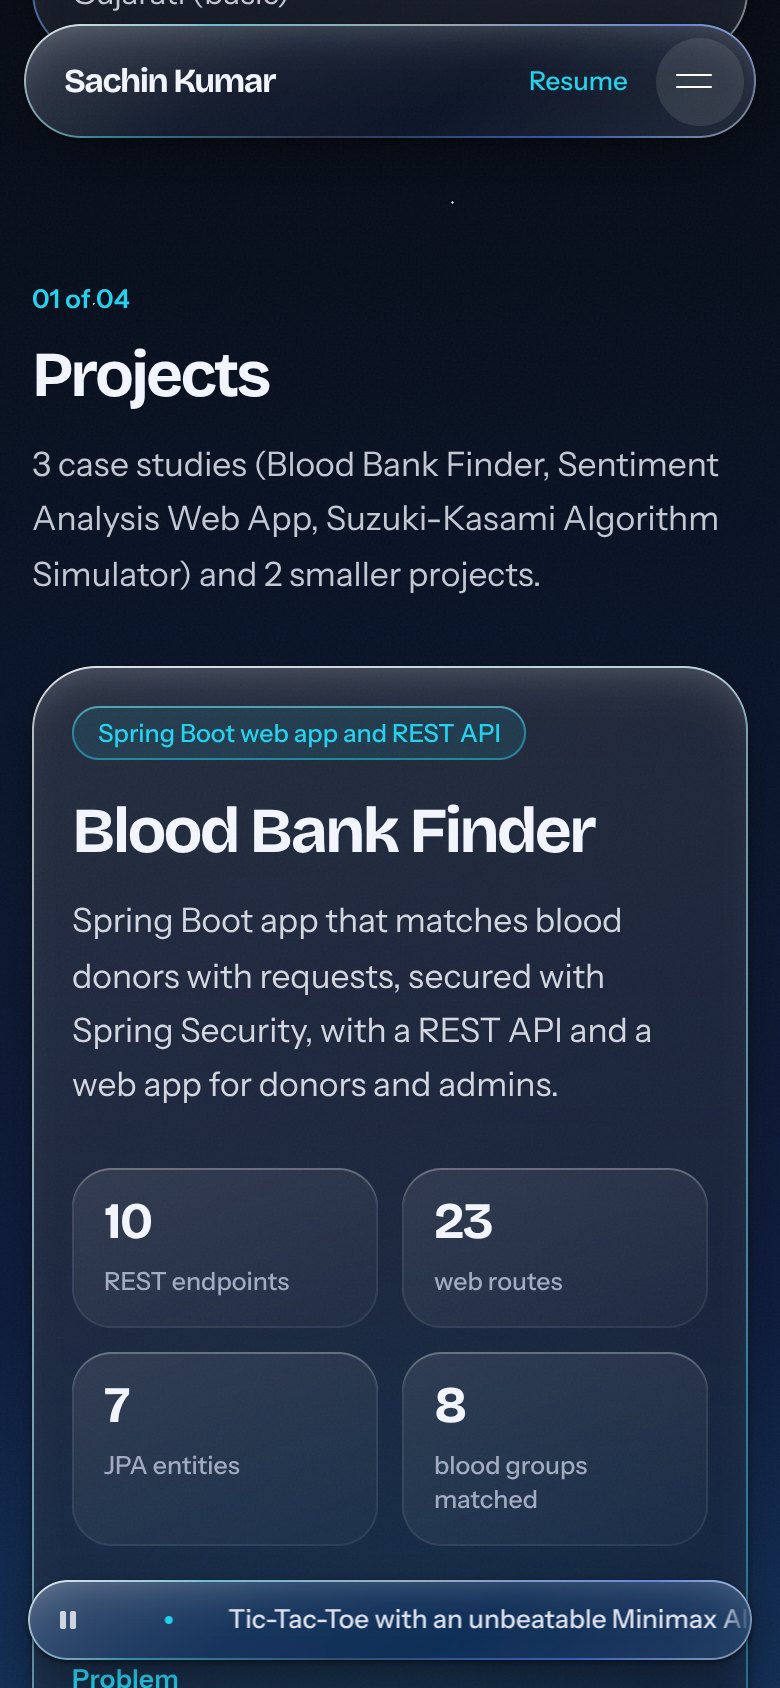 Gujarati (basic)
Sachin Kumar
Resume
01 of 04
Projects
3 case studies (Blood Bank Finder, Sentiment
Analysis Web App, Suzuki-Kasami Algorithm
Simulator) and 2 smaller projects.
Spring Boot web app and REST API
Blood Bank Finder
Spring Boot app that matches blood
donors with requests, secured with
Spring Security, with a REST API and a
web app for donors and admins.
10
REST endpoints
23
web routes
7
JPA entities
8
blood groups
matched
Tic-Tac-Toe with an unbeatable Minimax AI
Problem